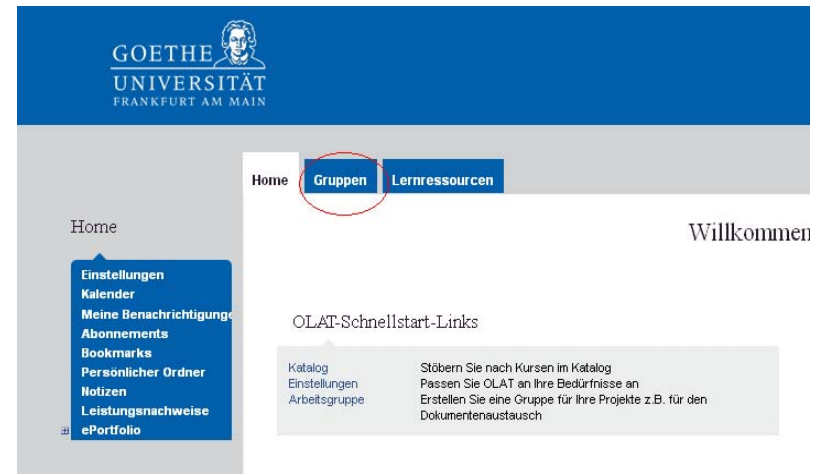 GOETHE
UNIVERSITÄT
FRANKFURT AM MAIN
Home Gruppen Lernressourcen
Home
Willkommen
Einstellungen
Kalender
Meine Benachrichtigunge
Abonnements
Bookmarks
Persönlicher Ordner
Notizen
Leistungsnachweise
ePortfolio
OLAT-Schnellstart-Links
Katalog Stöbern Sie nach Kursen im Katalog
Einstellungen Passen Sie OLAT an Ihre Bedürfnisse an
Arbeitsgruppe Erstellen Sie eine Gruppe für Ihre Projekte z.B. für den
Dokumentenaustausch